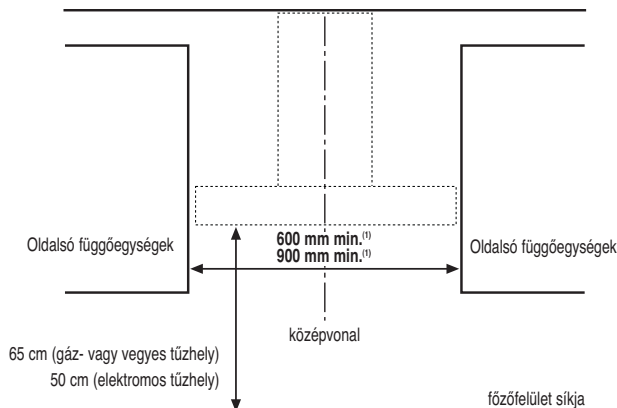 Oldalsó függőegységek
600 mm min.(1)
900 mm min.(1)
Oldalsó függőegységek
középvonal
65 cm (gáz- vagy vegyes tűzhely)
50 cm (elektromos tűzhely)
főzőfelület síkja